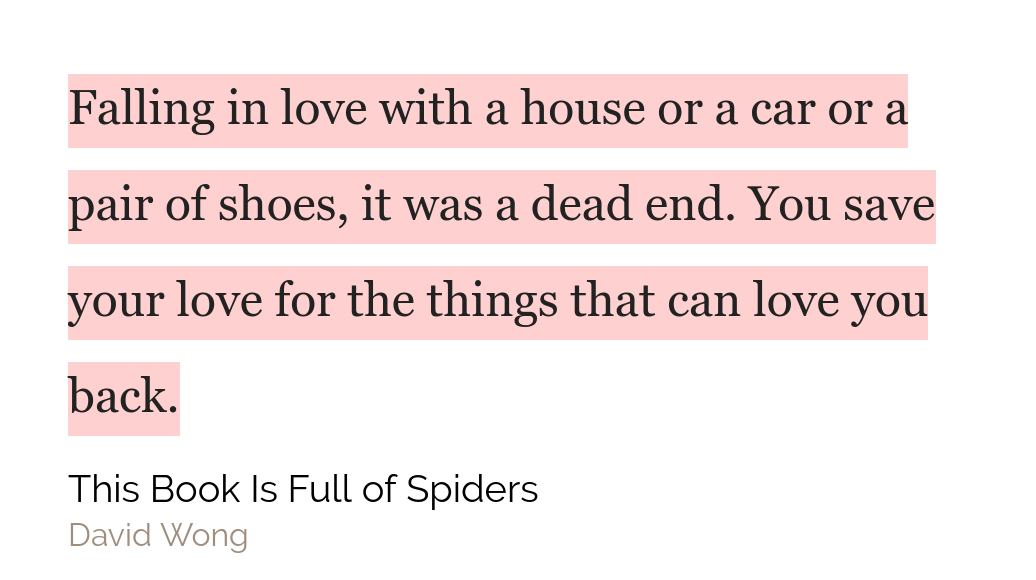 Falling in love with a house or a car or a
pair of shoes, it was a dead end. You save
your love for the things that can love you
back.
This Book Is Full of Spiders
David Wong